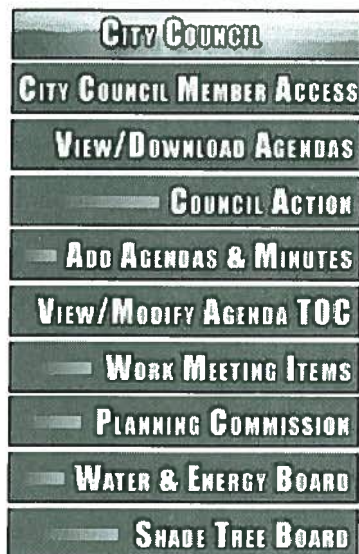 City Council
City Council Member Access
View/Download Agendas
Council Action
Add Agendas & Minutes
View/Modify Agenda TOC
Work Meeting Items
Planning Commission
Water & Energy Board
Shade Tree Board